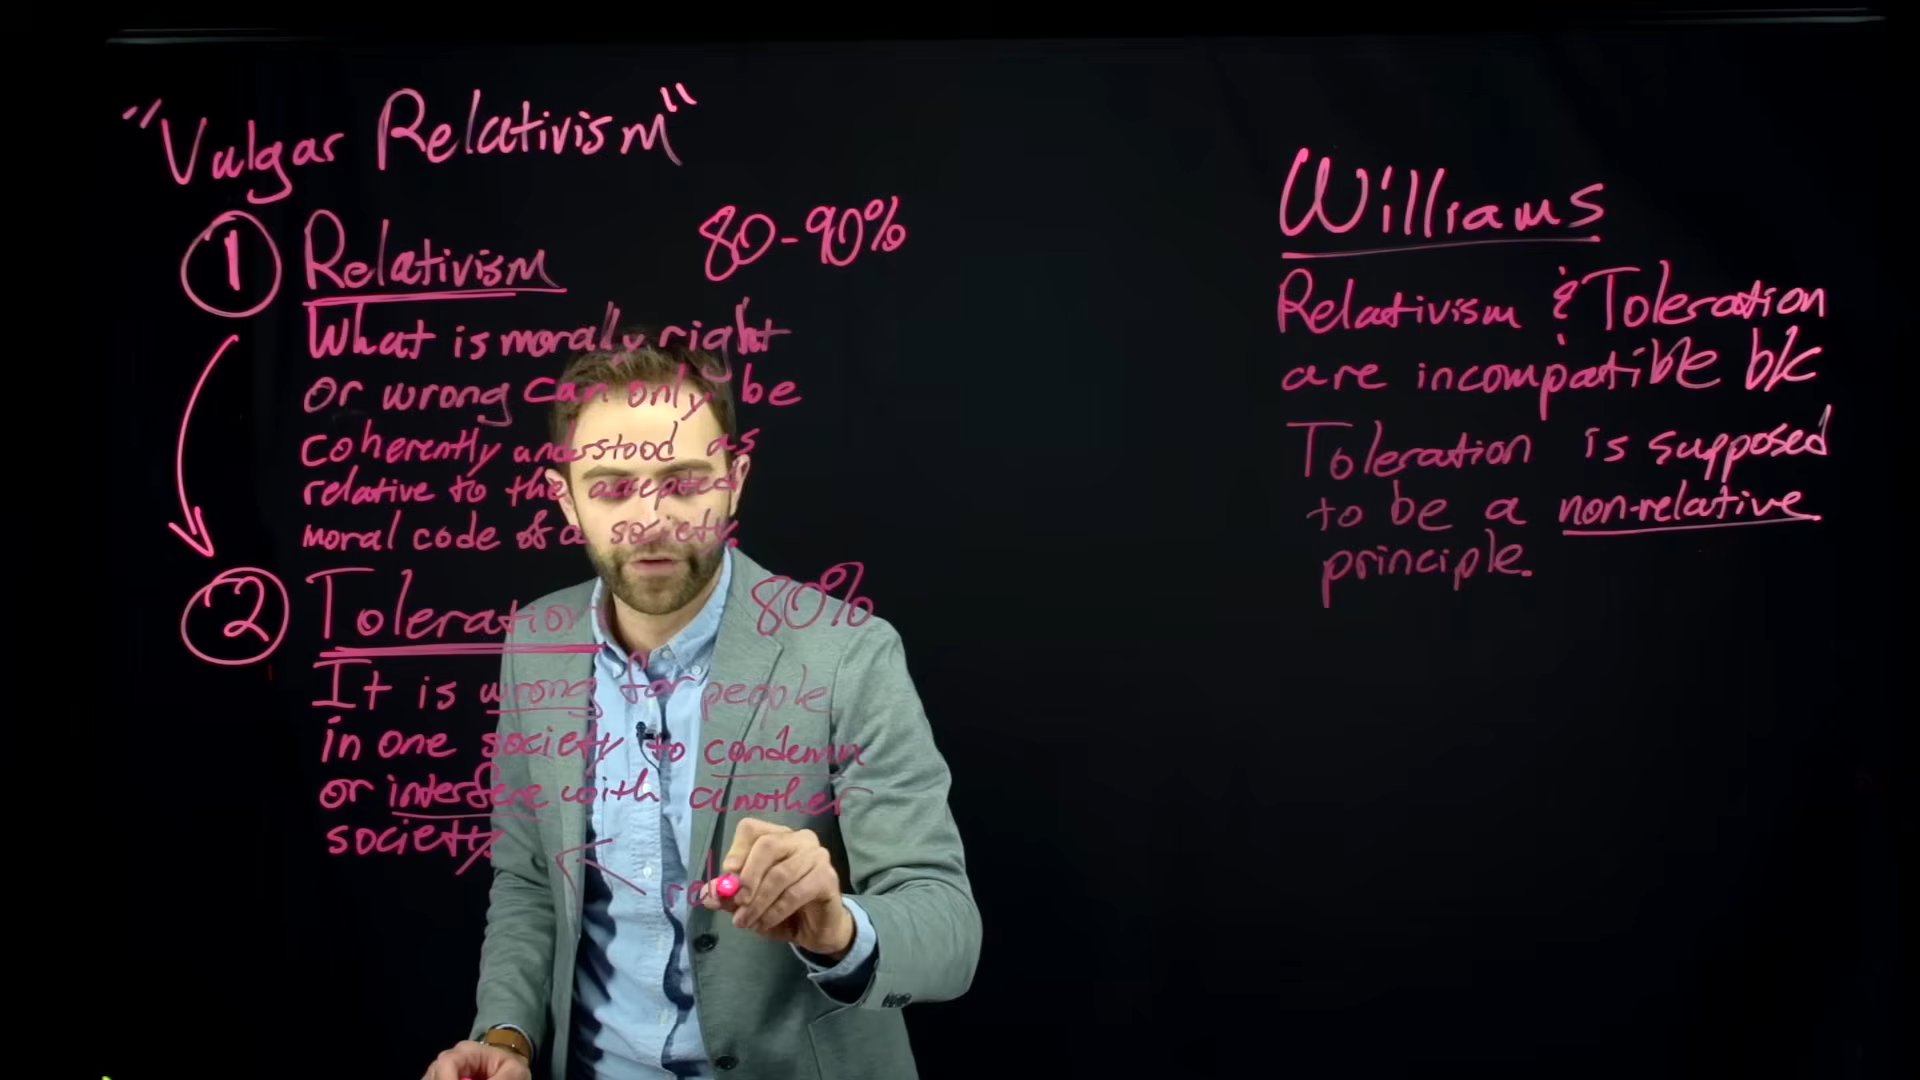 "Vulgar Relativism"
1 Relativism 80-90%
What is morally right
or wrong can only be
coherently understood as
relative to the accepted
moral code of a society.
2 Toleration 80%
It is wrong for people
in one society to condemn
or interfere with another
society.
Williams
Relativism & Toleration
are incompatible b/c
Toleration is supposed
to be a non-relative
principle.